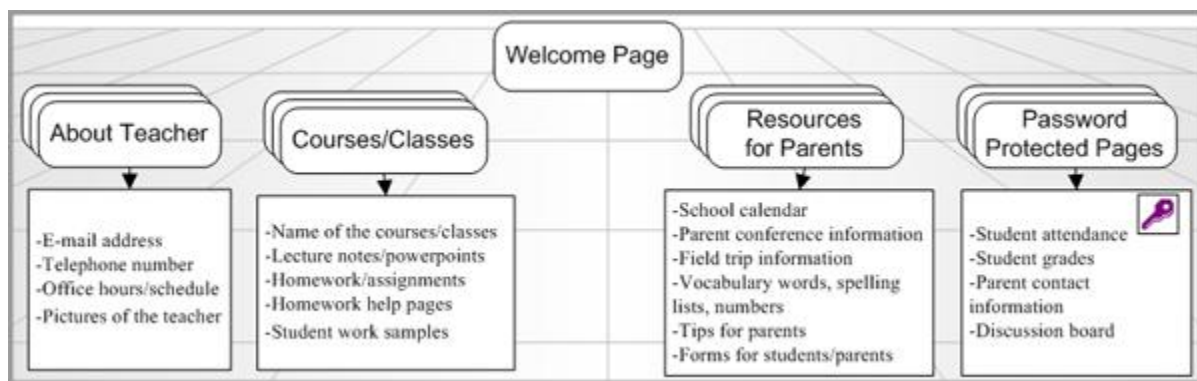 Welcome Page
About Teacher
-E-mail address
-Telephone number
-Office hours/schedule
-Pictures of the teacher
Courses/Classes
-Name of the courses/classes
-Lecture notes/powerpoints
-Homework/assignments
-Homework help pages
-Student work samples
Resources
for Parents
-School calendar
-Parent conference information
-Field trip information
-Vocabulary words, spelling
lists, numbers
-Tips for parents
-Forms for students/parents
Password
Protected Pages
-Student attendance
-Student grades
-Parent contact
information
-Discussion board